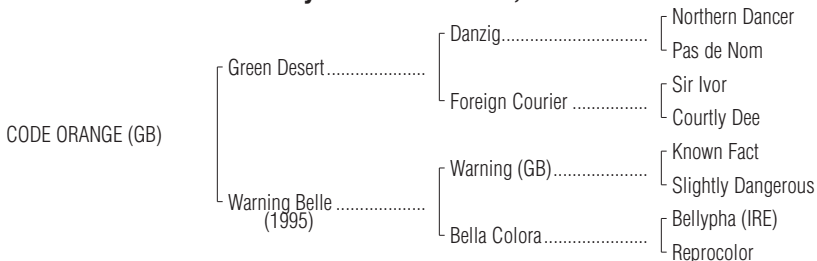 Northern Dancer
Danzig................................
Pas de Nom
Green Desert......................
Sir Ivor
Foreign Courier ................
Courtly Dee
CODE ORANGE (GB)
Known Fact
Warning (GB)....................
Slightly Dangerous
Warning Belle ....................
(1995)
Bellypha (IRE)
Bella Colora......................
Reprocolor